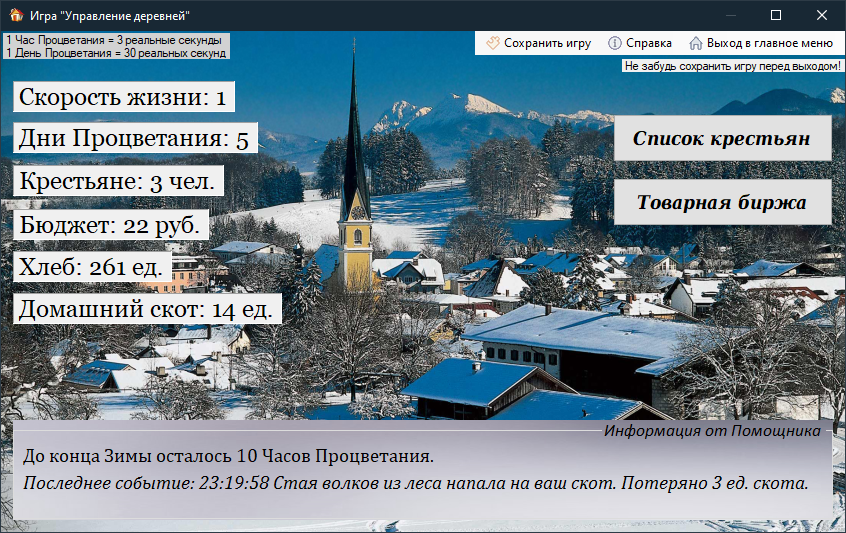 Игра "Управление деревней"
1 Час Процветания = 3 реальные секунды
1 День Процветания = 30 реальных секунд
Сохранить игру Справка Выход в главное меню
Не забудь сохранить игру перед выходом!
Скорость жизни: 1
Дни Процветания: 5
Крестьяне: 3 чел.
Бюджет: 22 руб.
Хлеб: 261 ед.
Домашний скот: 14 ед.
Список крестьян
Товарная биржа
Информация от Помощника
До конца Зимы осталось 10 Часов Процветания.
Последнее событие: 23:19:58 Стая волков из леса напала на ваш скот. Потеряно 3 ед. скота.